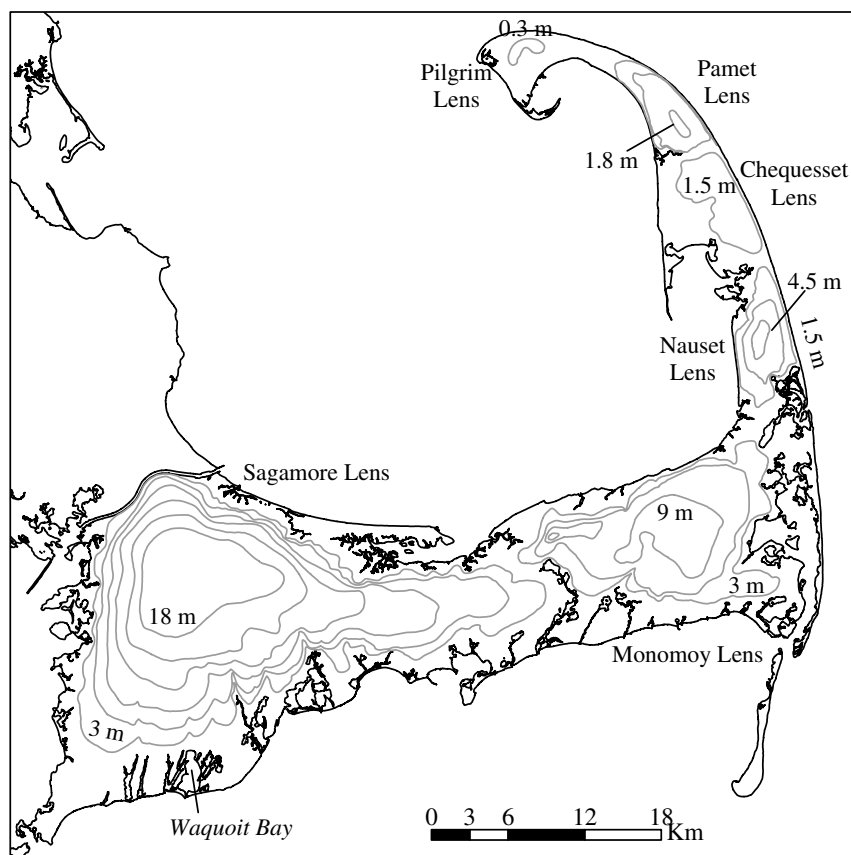 0.3 m
Pilgrim
Lens
Pamet
Lens
1.8 m
1.5 m
Chequesset
Lens
4.5 m
1.5 m
Nauset
Lens
Sagamore Lens
9 m
18 m
3 m
Monomoy Lens
3 m
Waquoit Bay
0 3 6 12 18
Km